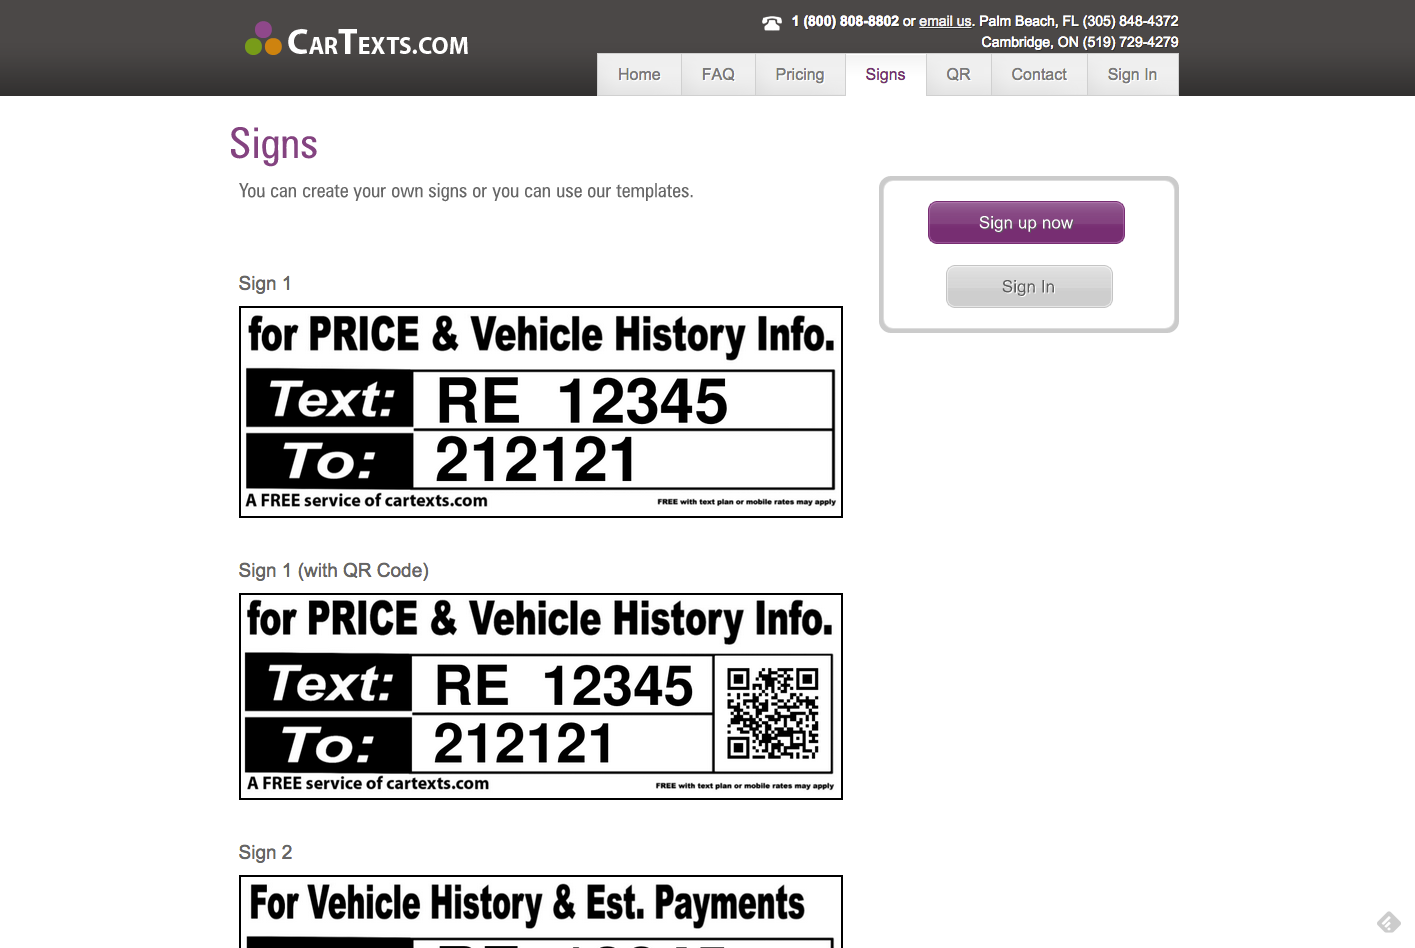 CARTEXTS.COM
1 (800) 808-8802 or email us. Palm Beach, FL (305) 848-4372
Cambridge, ON (519) 729-4279
Home FAQ Pricing Signs QR Contact Sign In
Signs
You can create your own signs or you can use our templates.
Sign up now
Sign In
Sign 1
for PRICE & Vehicle History Info.
Text: RE 12345
To: 212121
A FREE service of cartexts.com FREE with text plan or mobile rates may apply
Sign 1 (with QR Code)
for PRICE & Vehicle History Info.
Text: RE 12345
To: 212121
A FREE service of cartexts.com FREE with text plan or mobile rates may apply
Sign 2
For Vehicle History & Est. Payments